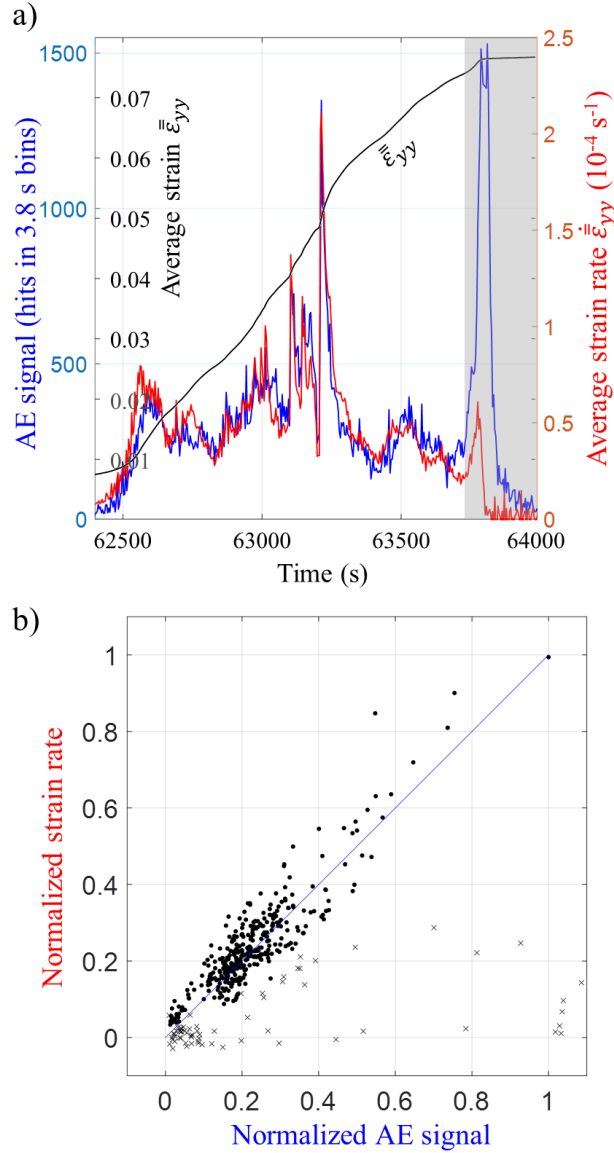 a)
AE signal (hits in 3.8 s bins)
1500
1000
500
0
0.07
0.06
0.05
0.04
0.03
0.02
0.01
Average strain ε̿yy
ε̿yy
2.5
2
1.5
1
0.5
0
Average strain rate ε̿̇yy (10⁻⁴ s⁻¹)
62500 63000 63500 64000
Time (s)
b)
Normalized strain rate
1
0.8
0.6
0.4
0.2
0
0 0.2 0.4 0.6 0.8 1
Normalized AE signal